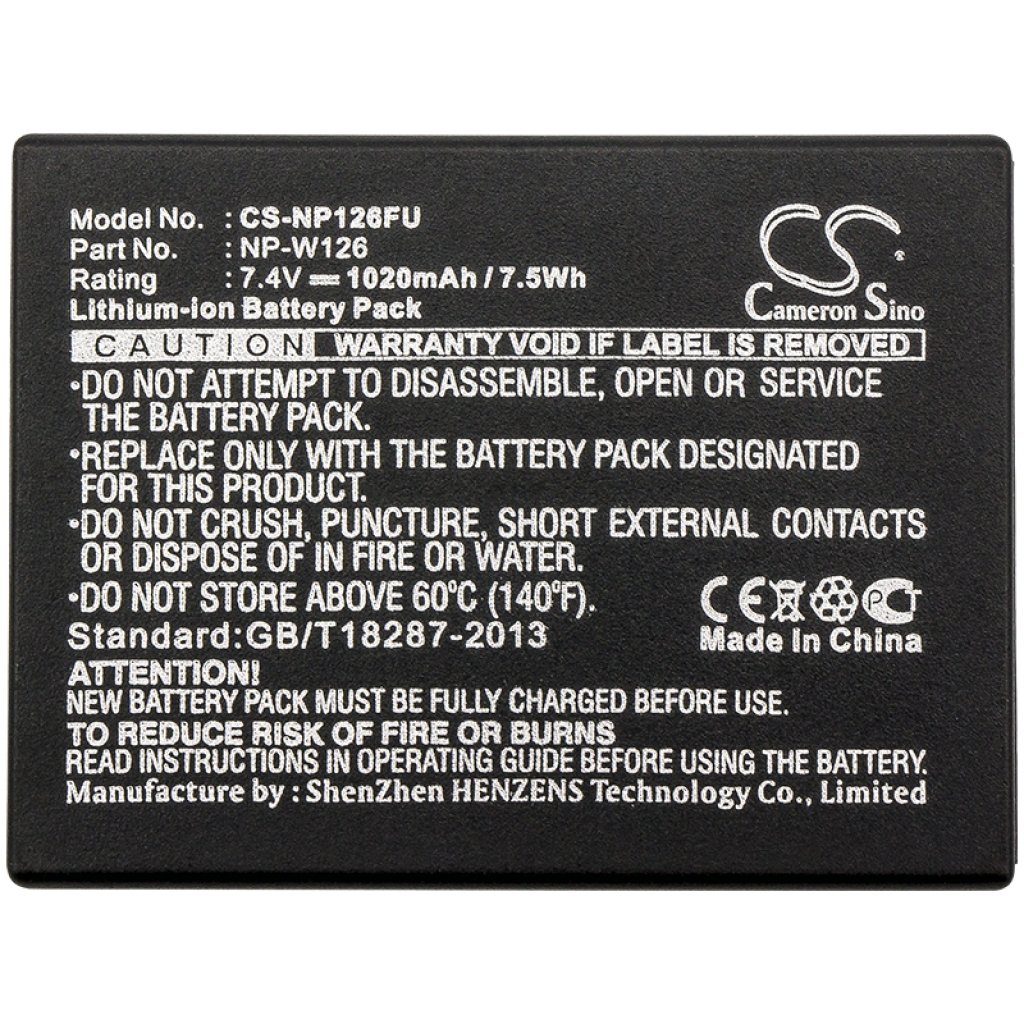 Model No. : CS-NP126FU
Part No. : NP-W126
Rating : 7.4V ⎓ 1020mAh / 7.5Wh
Lithium-ion Battery Pack
CS
Cameron Sino
CAUTION WARRANTY VOID IF LABEL IS REMOVED
•DO NOT ATTEMPT TO DISASSEMBLE, OPEN OR SERVICE
THE BATTERY PACK.
•REPLACE ONLY WITH THE BATTERY PACK DESIGNATED
FOR THIS PRODUCT.
•DO NOT CRUSH, PUNCTURE, SHORT EXTERNAL CONTACTS
OR DISPOSE OF IN FIRE OR WATER.
•DO NOT STORE ABOVE 60°C (140°F).
CE PCT
Standard:GB/T18287-2013
Made In China
ATTENTION!
NEW BATTERY PACK MUST BE FULLY CHARGED BEFORE USE.
TO REDUCE RISK OF FIRE OR BURNS
READ INSTRUCTIONS OF CHARGING BEFORE USING THE BATTERY.
Manufacture by : ShenZhen HENZENS Technology Co., Limited